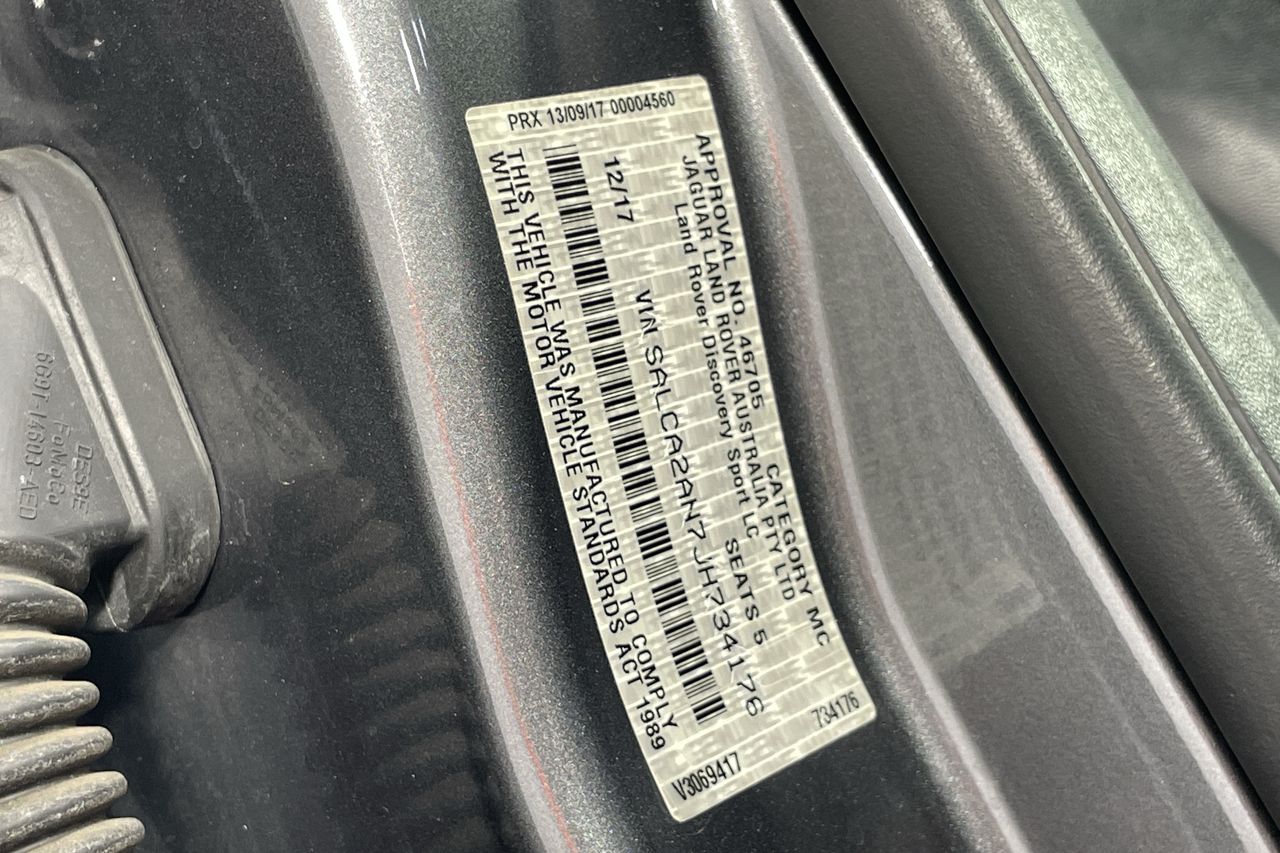 PRX 13/09/17 00004560
APPROVAL NO. 46705 CATEGORY MC
JAGUAR LAND ROVER AUSTRALIA PTY LTD
Land Rover Discovery Sport LC
SEATS 5
12/17 VIN SALCA2AN7JH734176
THIS VEHICLE WAS MANUFACTURED TO COMPLY
WITH THE MOTOR VEHICLE STANDARDS ACT 1989
V3069417 734176
DESBE
FoMoCo
6G91-14603-AED